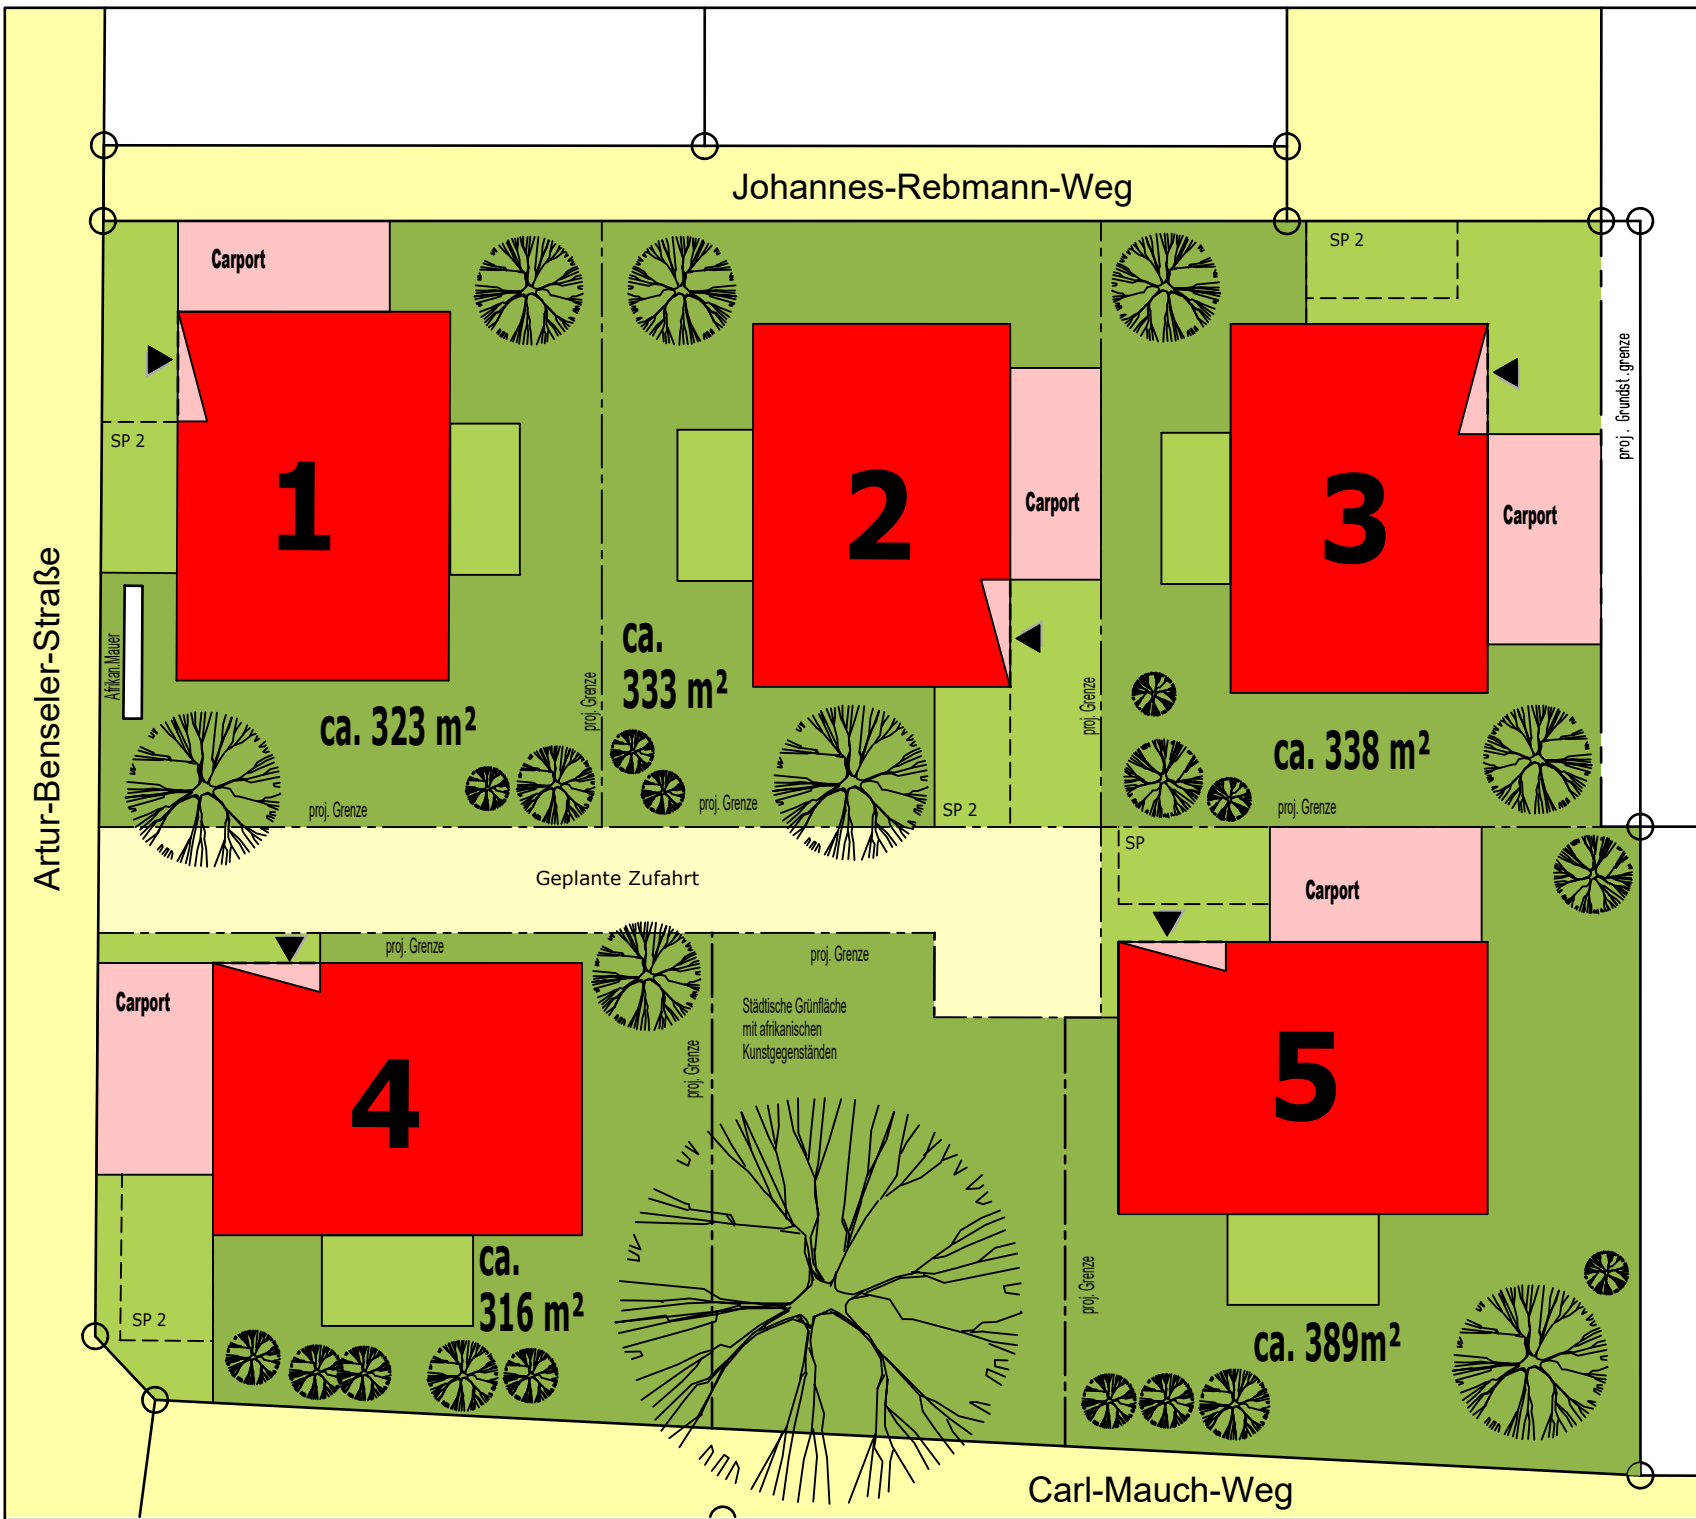 Johannes-Rebmann-Weg
Carport
SP 2
proj. Grundst.grenze
SP 2
1
2
3
Carport
Carport
Artur-Benseler-Straße
Afrikan.Mauer
ca. 323 m²
proj. Grenze
ca.
333 m²
proj. Grenze
ca. 338 m²
proj. Grenze
proj. Grenze
SP 2
proj. Grenze
SP
Geplante Zufahrt
Carport
proj. Grenze
proj. Grenze
Carport
Städtische Grünfläche
mit afrikanischen
Kunstgegenständen
proj. Grenze
4
5
ca.
316 m²
proj. Grenze
SP 2
ca. 389m²
Carl-Mauch-Weg